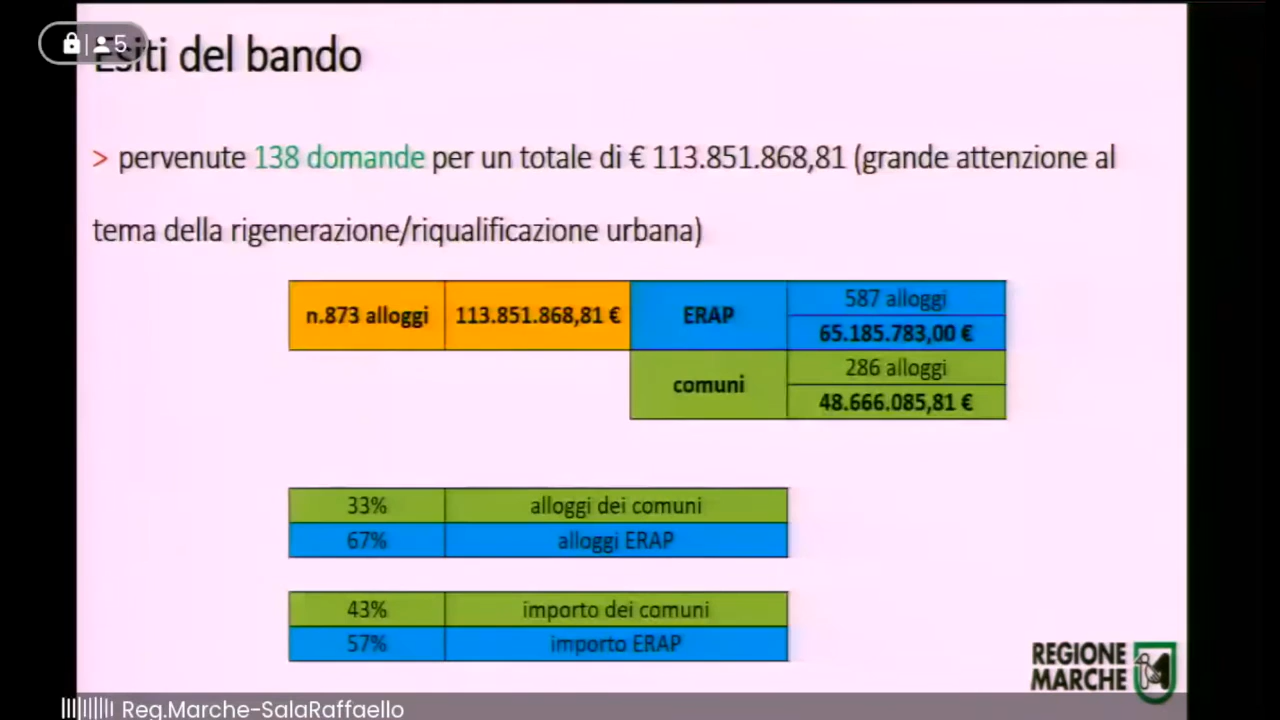 5
Esiti del bando
> pervenute 138 domande per un totale di € 113.851.868,81 (grande attenzione al
tema della rigenerazione/riqualificazione urbana)
n.873 alloggi 113.851.868,81 € ERAP 587 alloggi
65.185.783,00 €
comuni 286 alloggi
48.666.085,81 €
33% alloggi dei comuni
67% alloggi ERAP
43% importo dei comuni
57% importo ERAP
REGIONE
MARCHE
Reg.Marche-SalaRaffaello